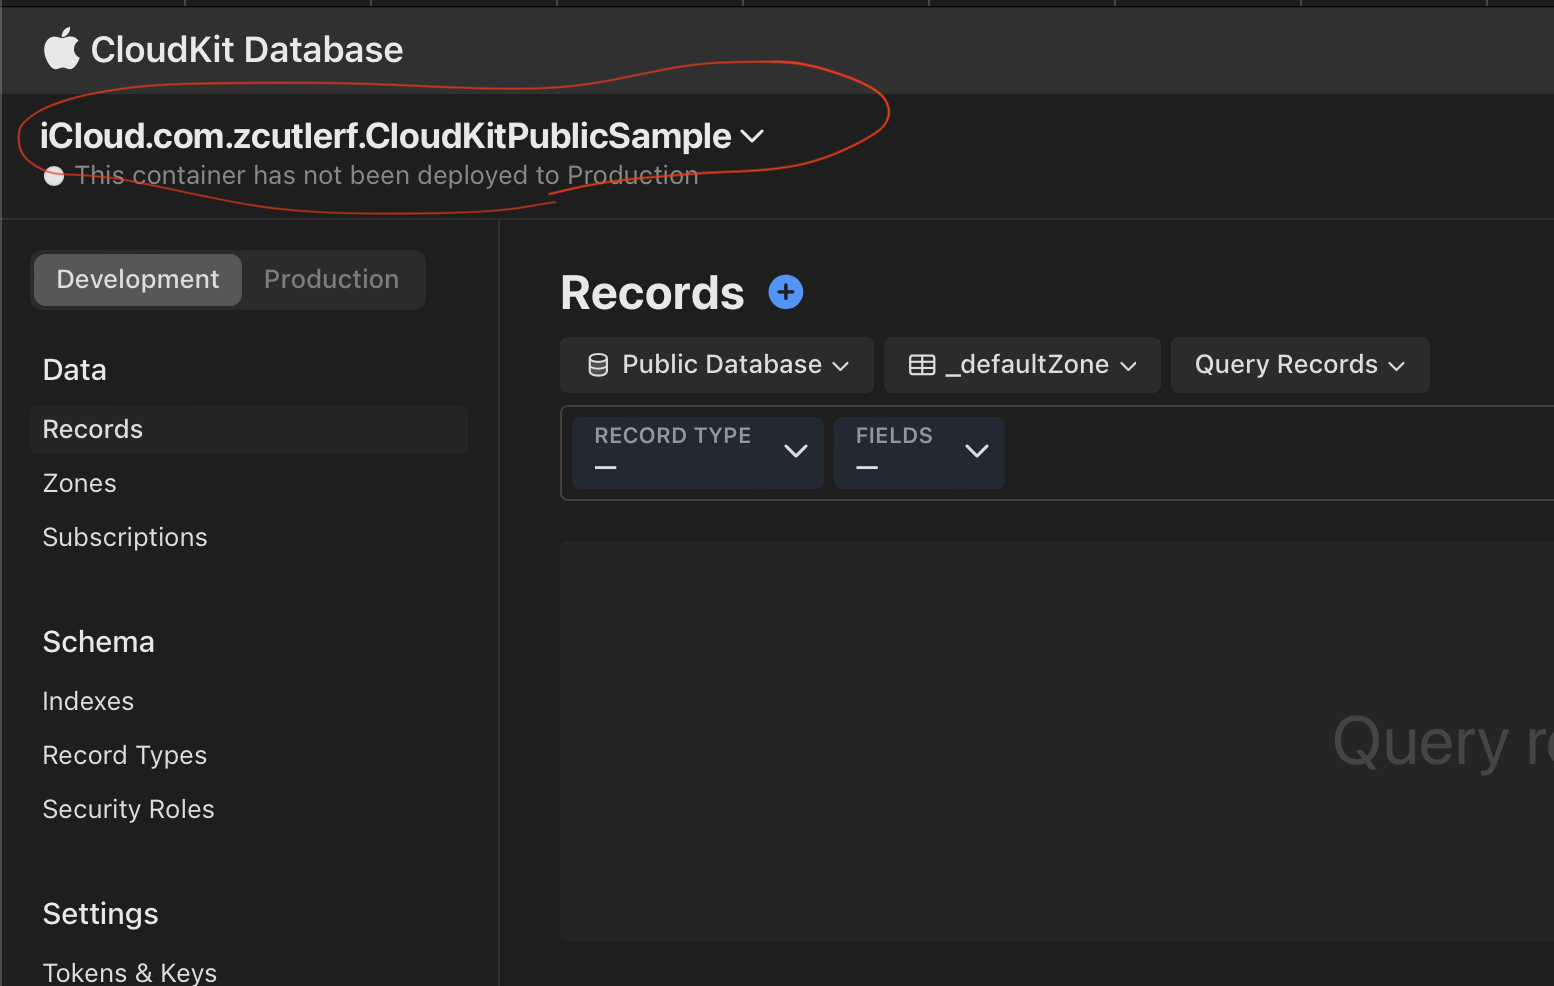 CloudKit Database
iCloud.com.zcutlerf.CloudKitPublicSample
This container has not been deployed to Production
Development Production
Records
Public Database _defaultZone Query Records
RECORD TYPE FIELDS
— —
Data
Records
Zones
Subscriptions
Schema
Indexes
Record Types
Security Roles
Query
Settings
Tokens & Keys